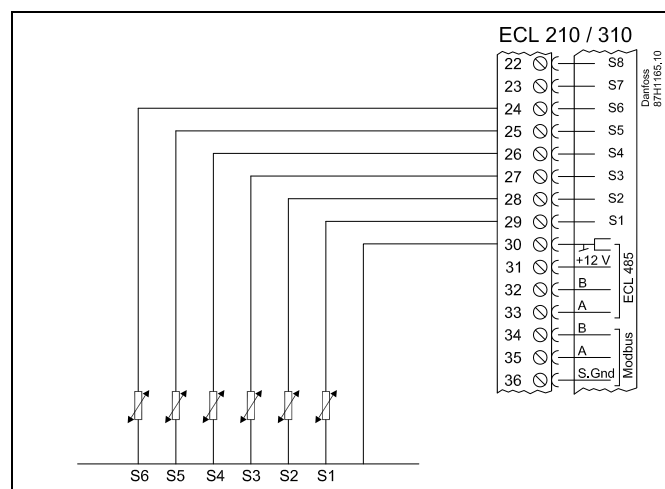 ECL 210 / 310
22 S8
23 S7
24 S6
25 S5
26 S4
27 S3
28 S2
29 S1
30
31 +12 V
32 B
33 A
34 B
35 A
36 S.Gnd
ECL 485
Modbus
Danfoss
87H1165.10
S6 S5 S4 S3 S2 S1